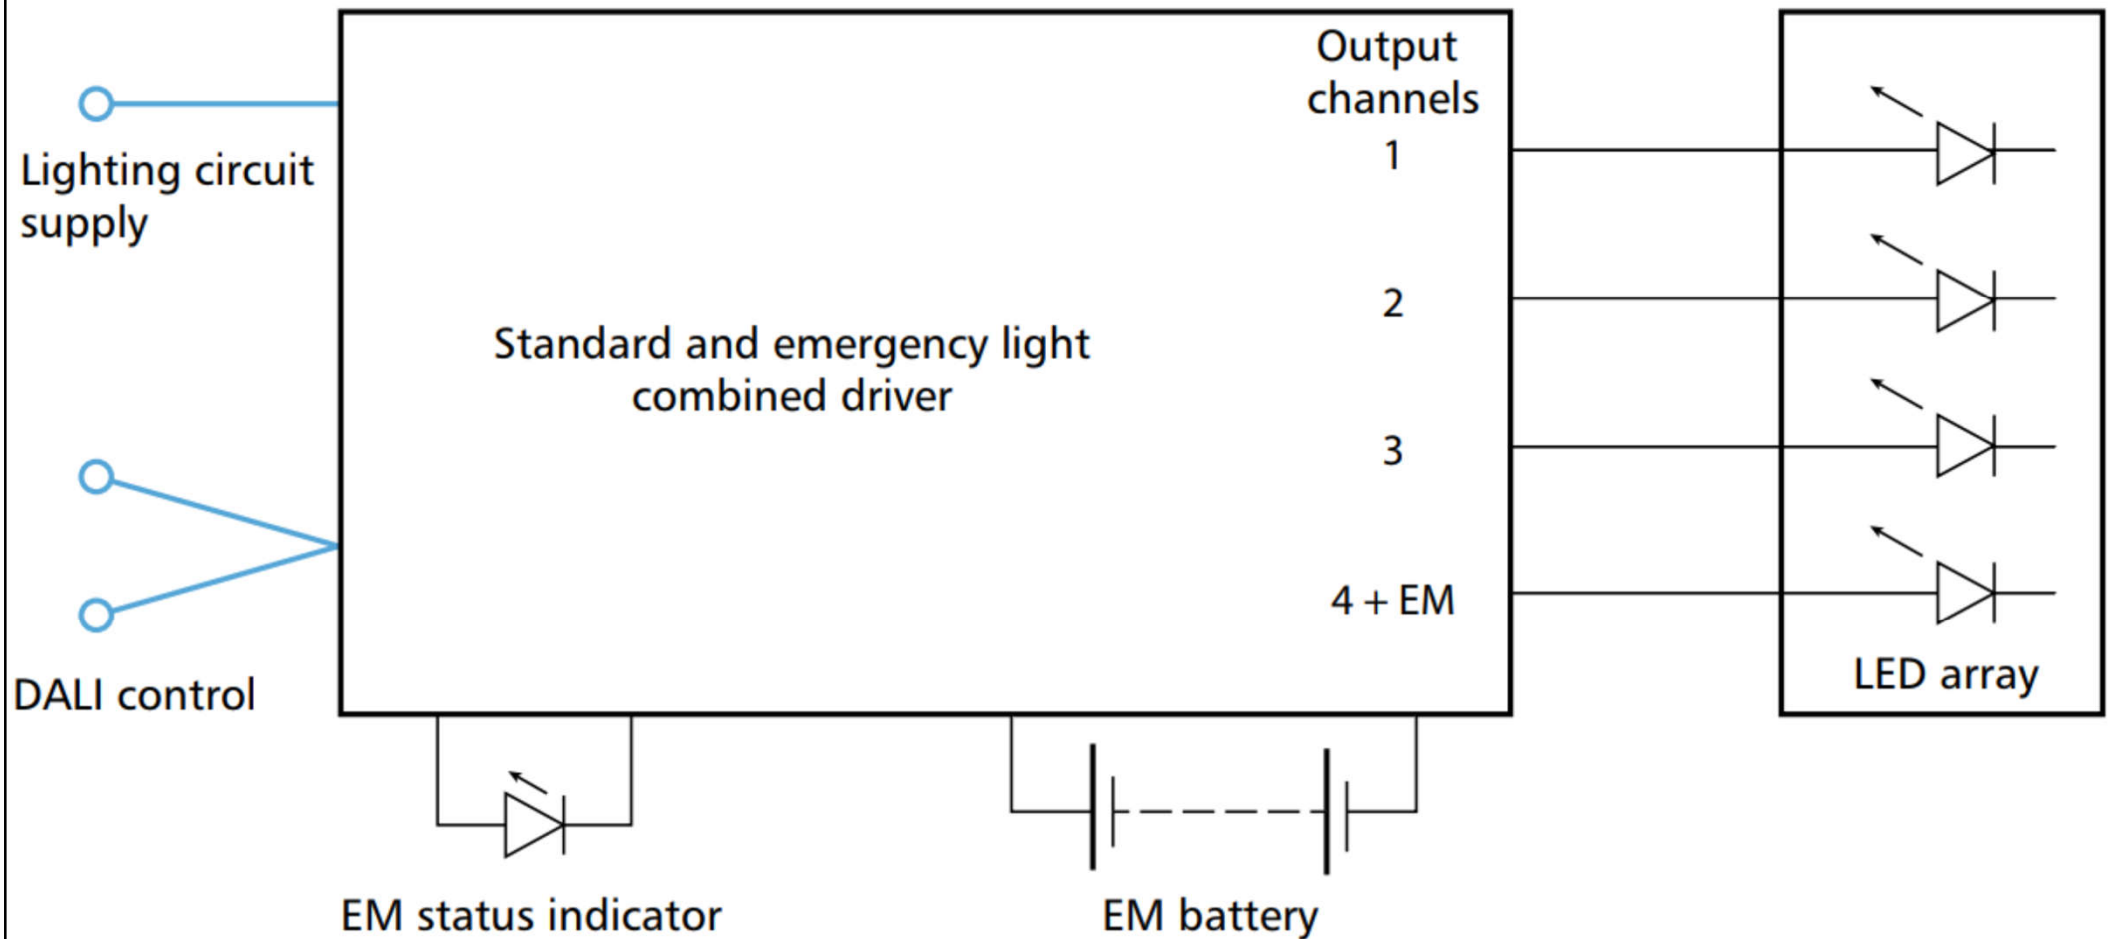 Output
channels
1
Lighting circuit
supply
2
Standard and emergency light
combined driver
3
4 + EM
DALI control
LED array
EM status indicator
EM battery